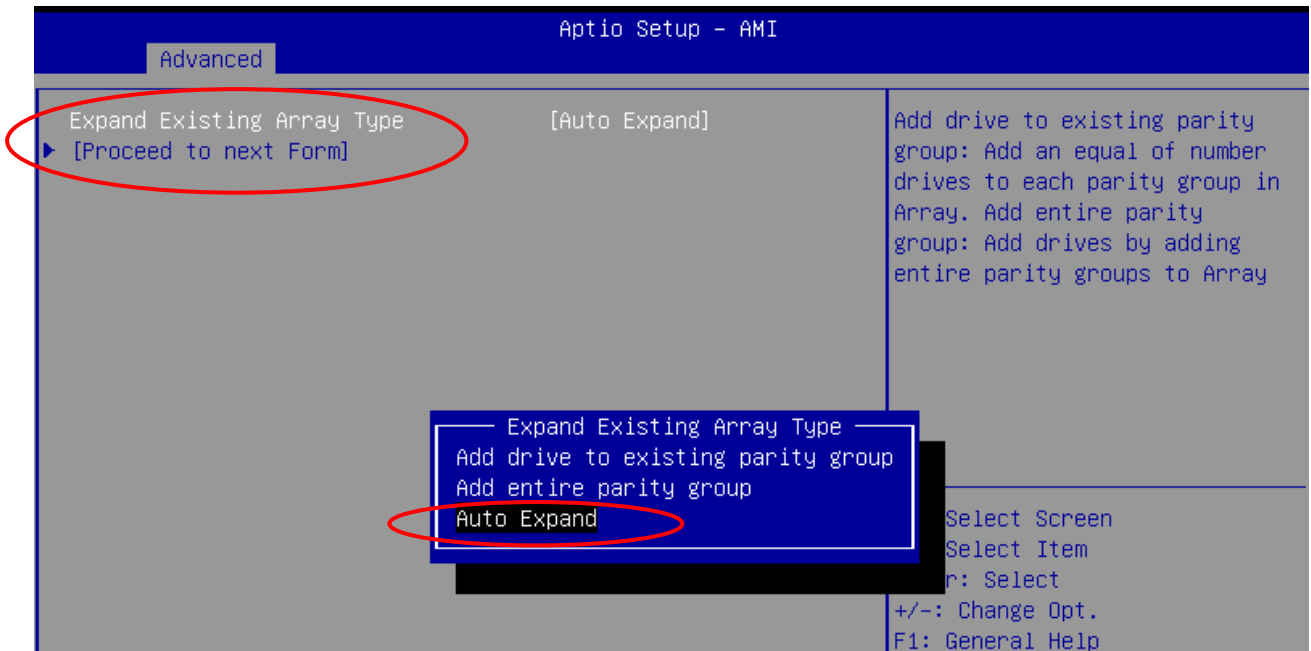 Aptio Setup – AMI
Advanced
Expand Existing Array Type [Auto Expand]
[Proceed to next Form]
Add drive to existing parity
group: Add an equal of number
drives to each parity group in
Array. Add entire parity
group: Add drives by adding
entire parity groups to Array
Expand Existing Array Type
Add drive to existing parity group
Add entire parity group
Auto Expand
Select Screen
Select Item
r: Select
+/-: Change Opt.
F1: General Help